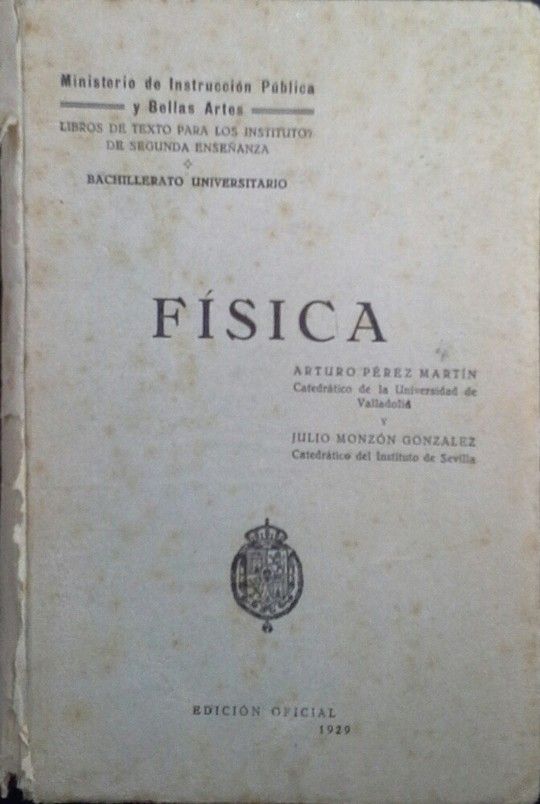 Ministerio de Instrucción Pública
y Bellas Artes
LIBROS DE TEXTO PARA LOS INSTITUTOS
DE SEGUNDA ENSEÑANZA
BACHILLERATO UNIVERSITARIO
FÍSICA
ARTURO PÉREZ MARTÍN
Catedrático de la Universidad de
Valladolid
Y
JULIO MONZÓN GONZALEZ
Catedrático del Instituto de Sevilla
EDICIÓN OFICIAL
1929